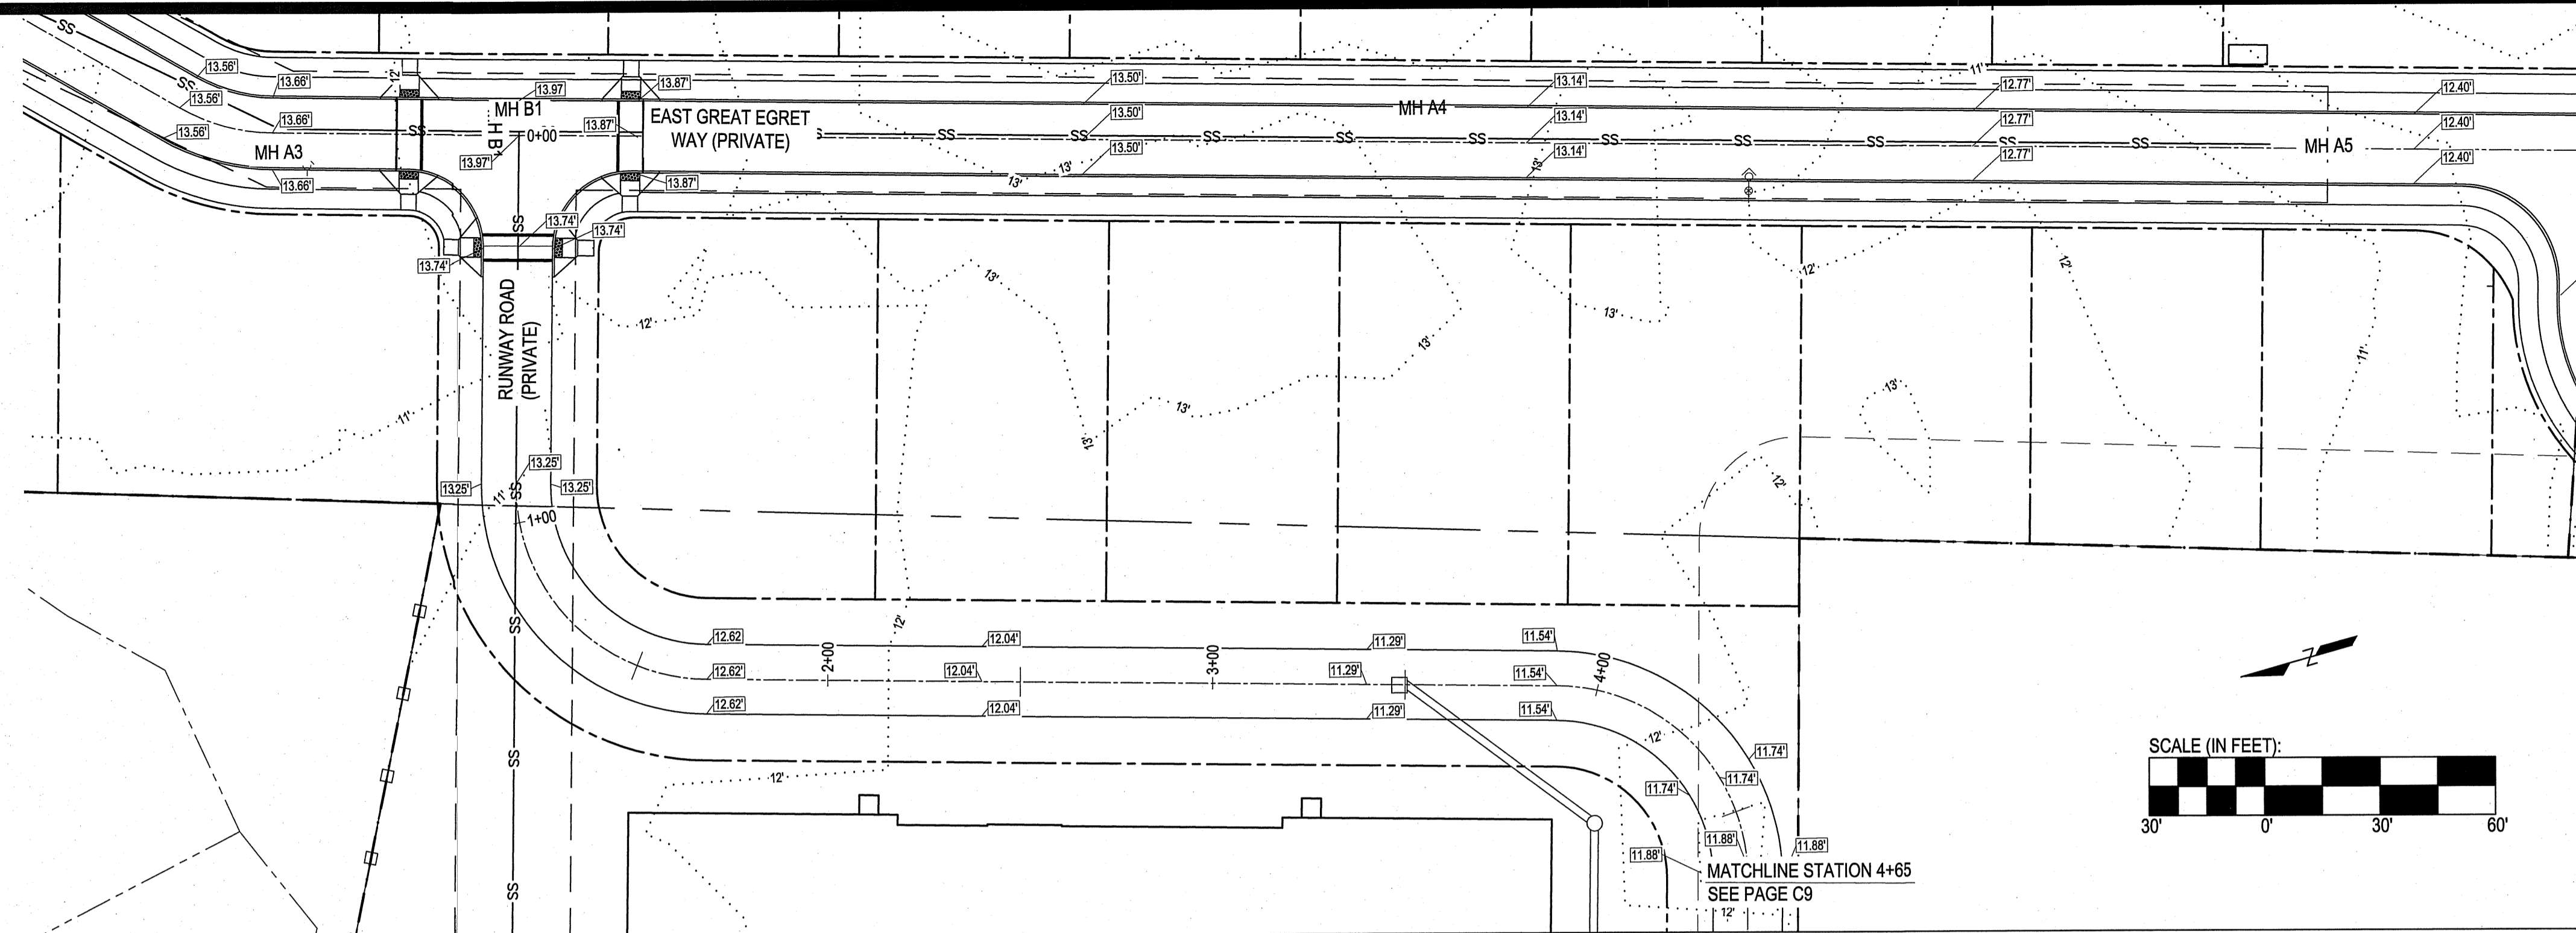 SS
SS
13.56'
13.56'
13.56'
13.66'
13.66'
13.66'
12'
MH A3
SS
13.97
MH B1
0+00
13.97'
13.87'
13.87'
13.87'
EAST GREAT EGRET
WAY (PRIVATE)
SS
SS
SS
SS
SS
SS
SS
SS
SS
SS
SS
13.50'
13.50'
13.50'
13'
13'
MH A4
13.14'
13.14'
13.14'
13'
11'
12.77'
12.77'
12.77'
MH A5
12.40'
12.40'
12.40'
SS
13.74'
13.74'
13.74'
RUNWAY ROAD
(PRIVATE)
12'
13'
13'
13'
13'
13'
12'
12'
13'
12'
11'
11'
13.25'
13.25'
13.25'
SS
11'
1+00
SS
SS
SS
12'
12.62
12.62'
12.62'
2+00
12.04'
12.04'
12.04'
3+00
11.29'
11.29'
11.29'
11.54'
11.54'
11.54'
4+00
12'
12'
11.74'
11.74'
11.74'
11.88'
11.88'
11.88'
MATCHLINE STATION 4+65
SEE PAGE C9
12'
Z
SCALE (IN FEET):
30' 0' 30' 60'